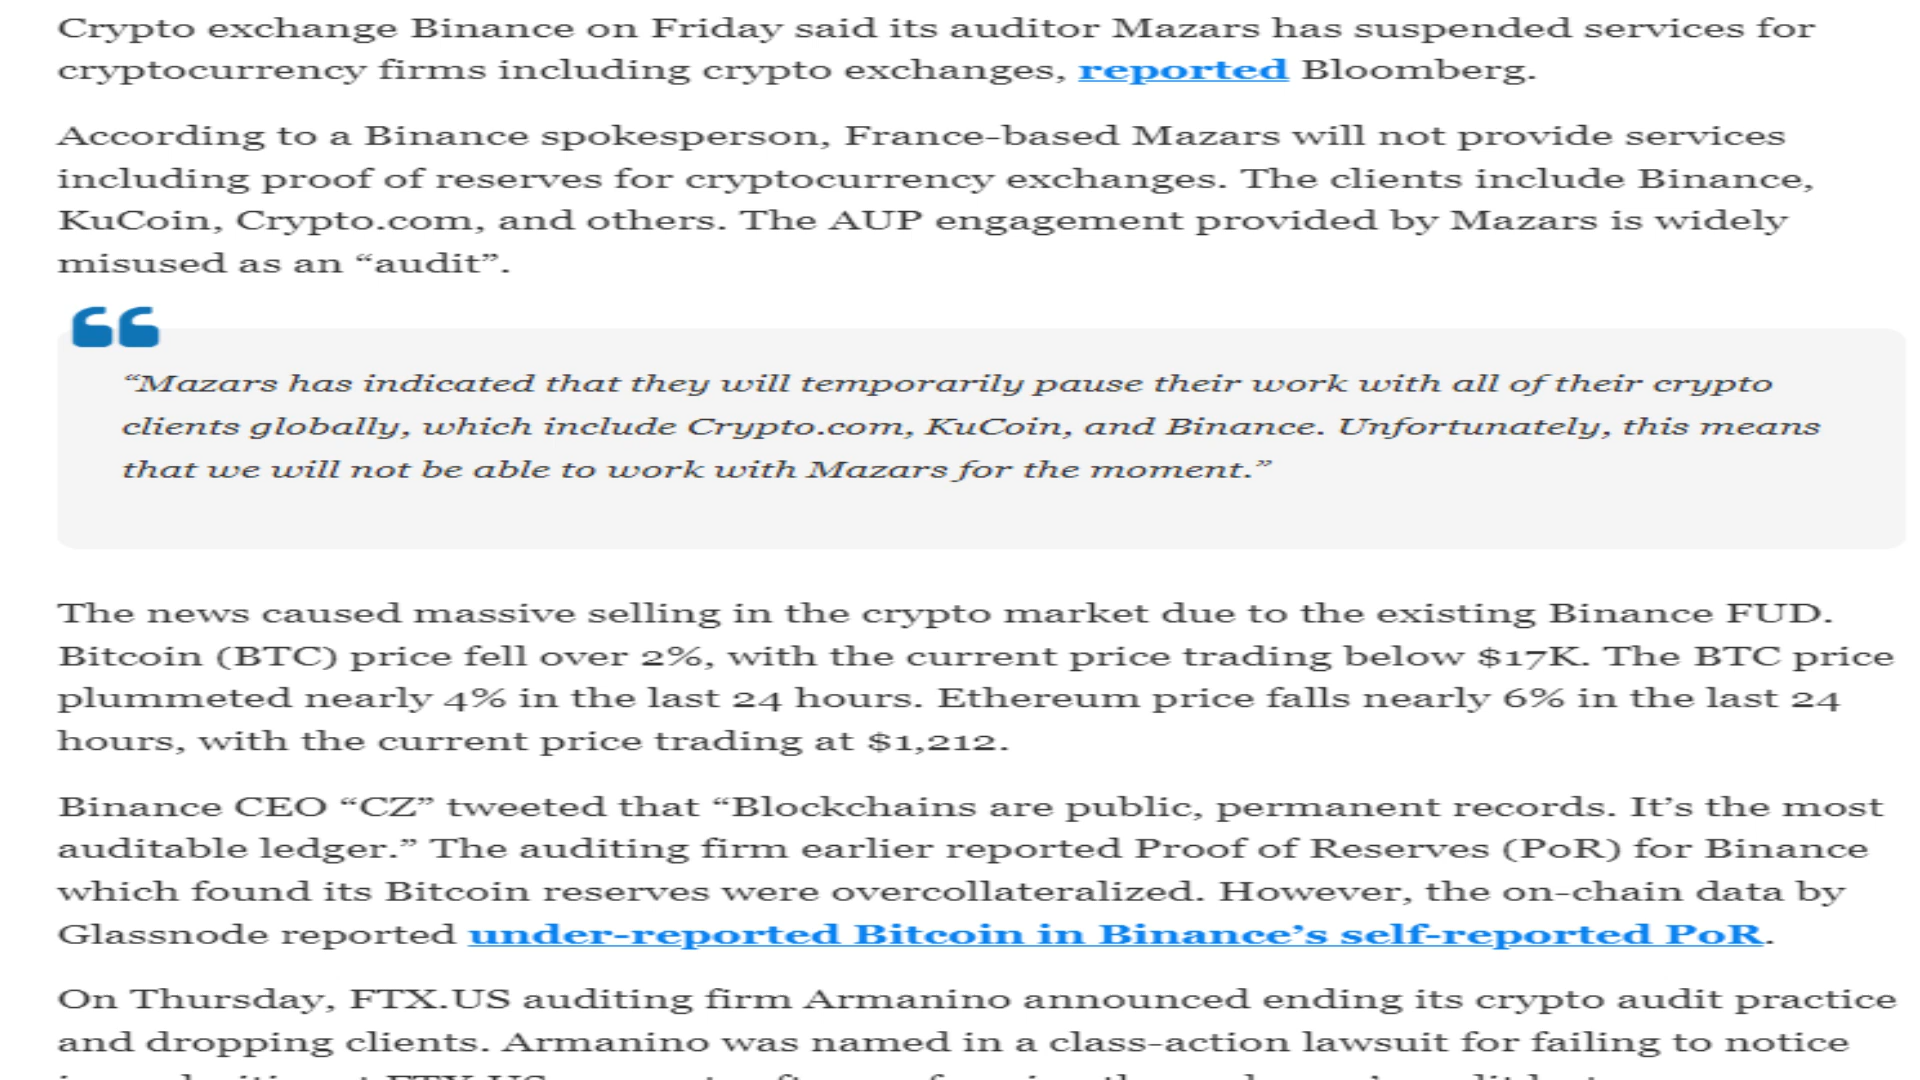 Crypto exchange Binance on Friday said its auditor Mazars has suspended services for
cryptocurrency firms including crypto exchanges, reported Bloomberg.
According to a Binance spokesperson, France-based Mazars will not provide services
including proof of reserves for cryptocurrency exchanges. The clients include Binance,
KuCoin, Crypto.com, and others. The AUP engagement provided by Mazars is widely
misused as an “audit”.
“Mazars has indicated that they will temporarily pause their work with all of their crypto
clients globally, which include Crypto.com, KuCoin, and Binance. Unfortunately, this means
that we will not be able to work with Mazars for the moment.”
The news caused massive selling in the crypto market due to the existing Binance FUD.
Bitcoin (BTC) price fell over 2%, with the current price trading below $17K. The BTC price
plummeted nearly 4% in the last 24 hours. Ethereum price falls nearly 6% in the last 24
hours, with the current price trading at $1,212.
Binance CEO “CZ” tweeted that “Blockchains are public, permanent records. It’s the most
auditable ledger.” The auditing firm earlier reported Proof of Reserves (PoR) for Binance
which found its Bitcoin reserves were overcollateralized. However, the on-chain data by
Glassnode reported under-reported Bitcoin in Binance’s self-reported PoR.
On Thursday, FTX.US auditing firm Armanino announced ending its crypto audit practice
and dropping clients. Armanino was named in a class-action lawsuit for failing to notice
FTX.US